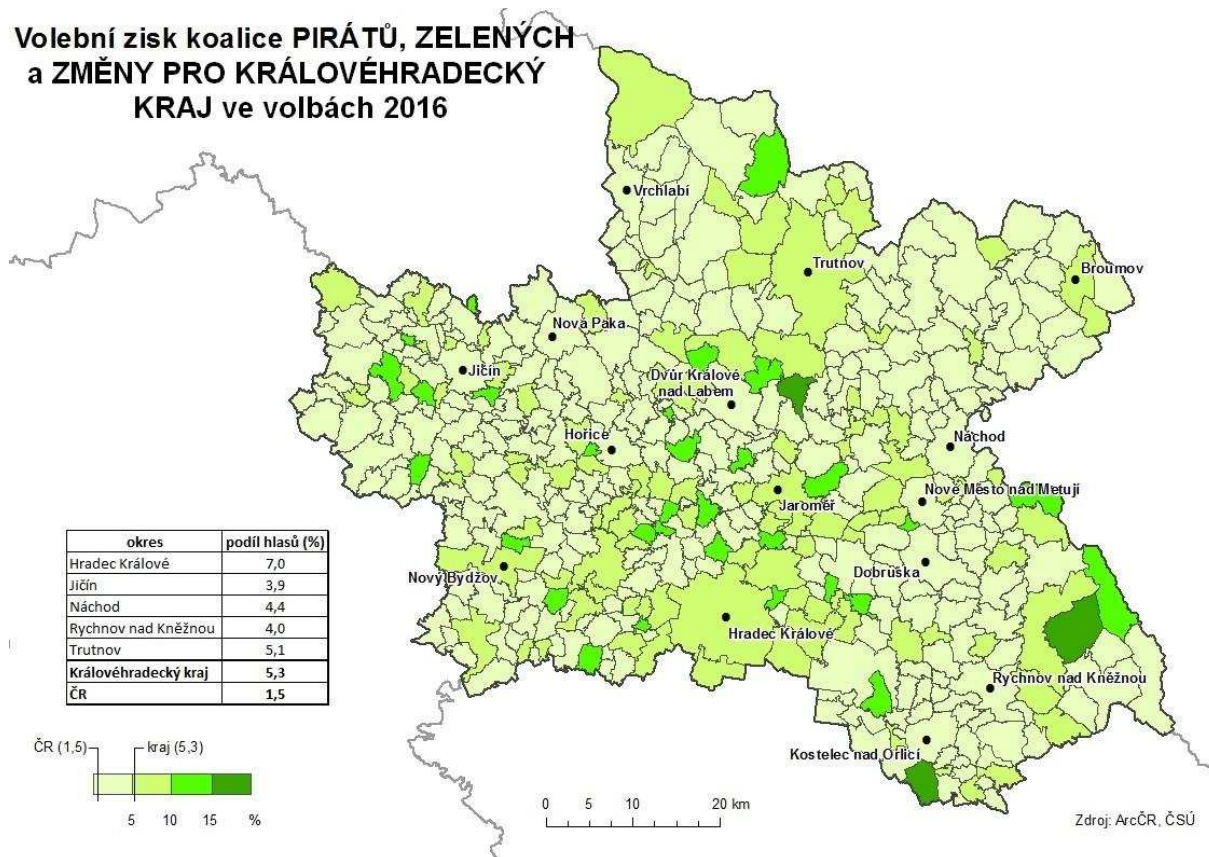 Volební zisk koalice PIRÁTŮ, ZELENÝCH
a ZMĚNY PRO KRÁLOVÉHRADECKÝ
KRAJ ve volbách 2016
Vrchlabí
Trutnov
Broumov
Nová Paka
Jičín
Dvůr Králové
nad Labem
Hořice
Náchod
Nové Město nad Metují
Jaroměř
Nový Bydžov
Dobruška
Hradec Králové
Rychnov nad Kněžnou
Kostelec nad Orlicí
okres podíl hlasů (%)
Hradec Králové 7,0
Jičín 3,9
Náchod 4,4
Rychnov nad Kněžnou 4,0
Trutnov 5,1
Královéhradecký kraj 5,3
ČR 1,5
ČR (1,5) kraj (5,3)
5 10 15 %
0 5 10 20 km
Zdroj: ArcČR, ČSÚ